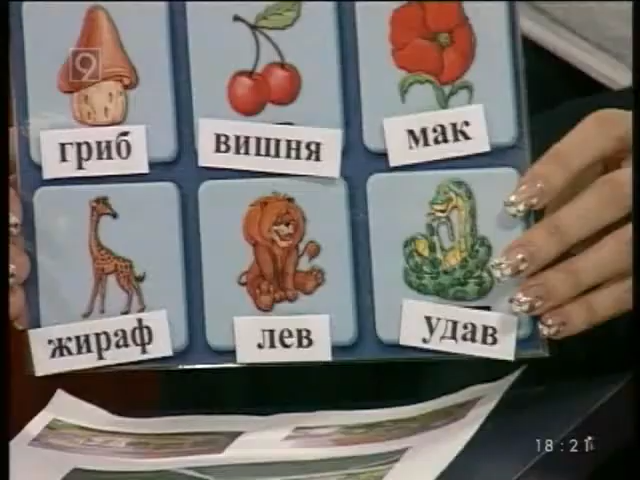 9
гриб
вишня
мак
жираф
лев
удав
18:21